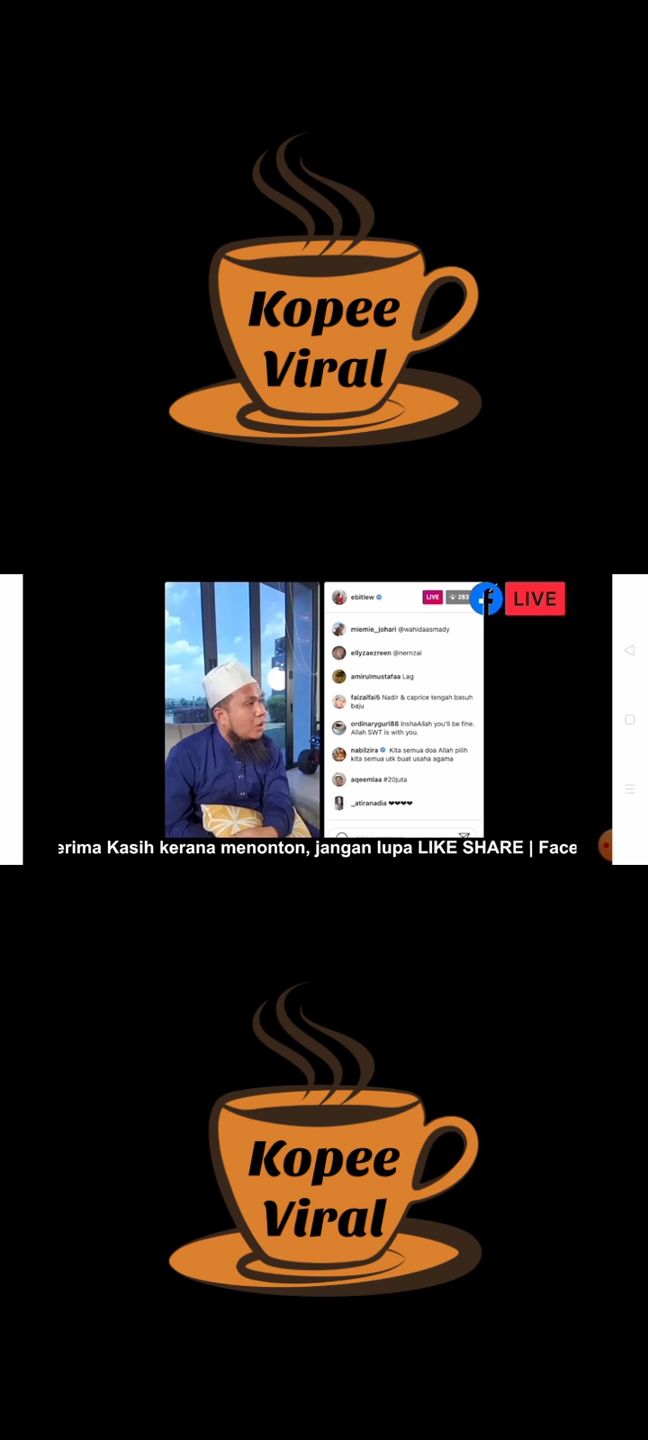 Kopee
Viral
ebitlew
LIVE
283
LIVE
miemie_johari @wahidaasmady
ellyzaezreen @nernzai
amirulmustafaa Lag
faizalfai5 Nadir & caprice tengah basuh
baju
ordinarygurl88 InshaAllah you'll be fine.
Allah SWT is with you.
nabilzira Kita semua doa Allah pilih
kita semua utk buat usaha agama
aqeemlaa #20juta
_atiranadia ❤❤❤❤
erima Kasih kerana menonton, jangan lupa LIKE SHARE | Face
Kopee
Viral